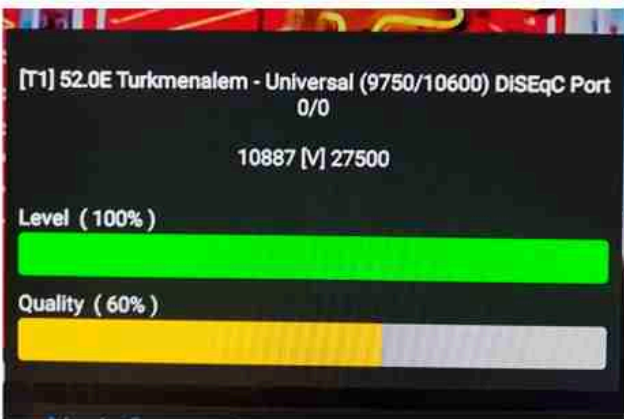 [T1] 52.0E Turkmenalem - Universal (9750/10600) DiSEqC Port
0/0
10887 [V] 27500
Level ( 100% )
Quality ( 60% )